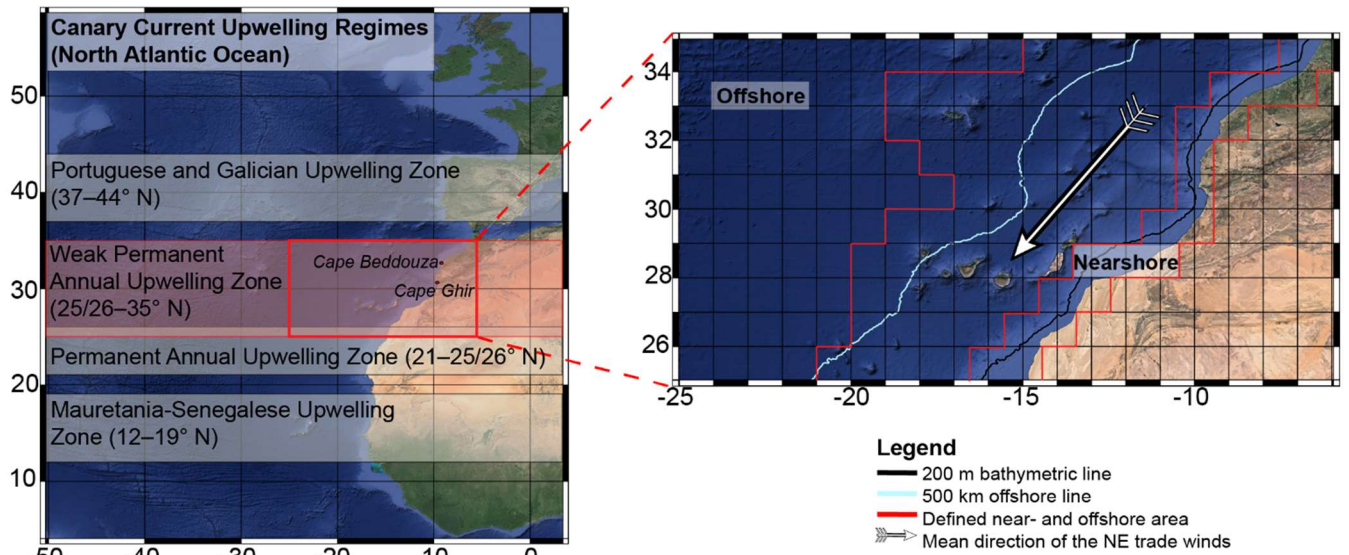 Canary Current Upwelling Regimes
(North Atlantic Ocean)
50
Portuguese and Galician Upwelling Zone
(37–44° N)
40
Weak Permanent
Annual Upwelling Zone
(25/26–35° N)
Cape Beddouza
Cape Ghir
30
Permanent Annual Upwelling Zone (21–25/26° N)
20
Mauretania-Senegalese Upwelling
Zone (12–19° N)
10
50 40 30 20 10 0
34
Offshore
32
30
28
Nearshore
26
-25 -20 -15 -10
Legend
200 m bathymetric line
500 km offshore line
Defined near- and offshore area
Mean direction of the NE trade winds